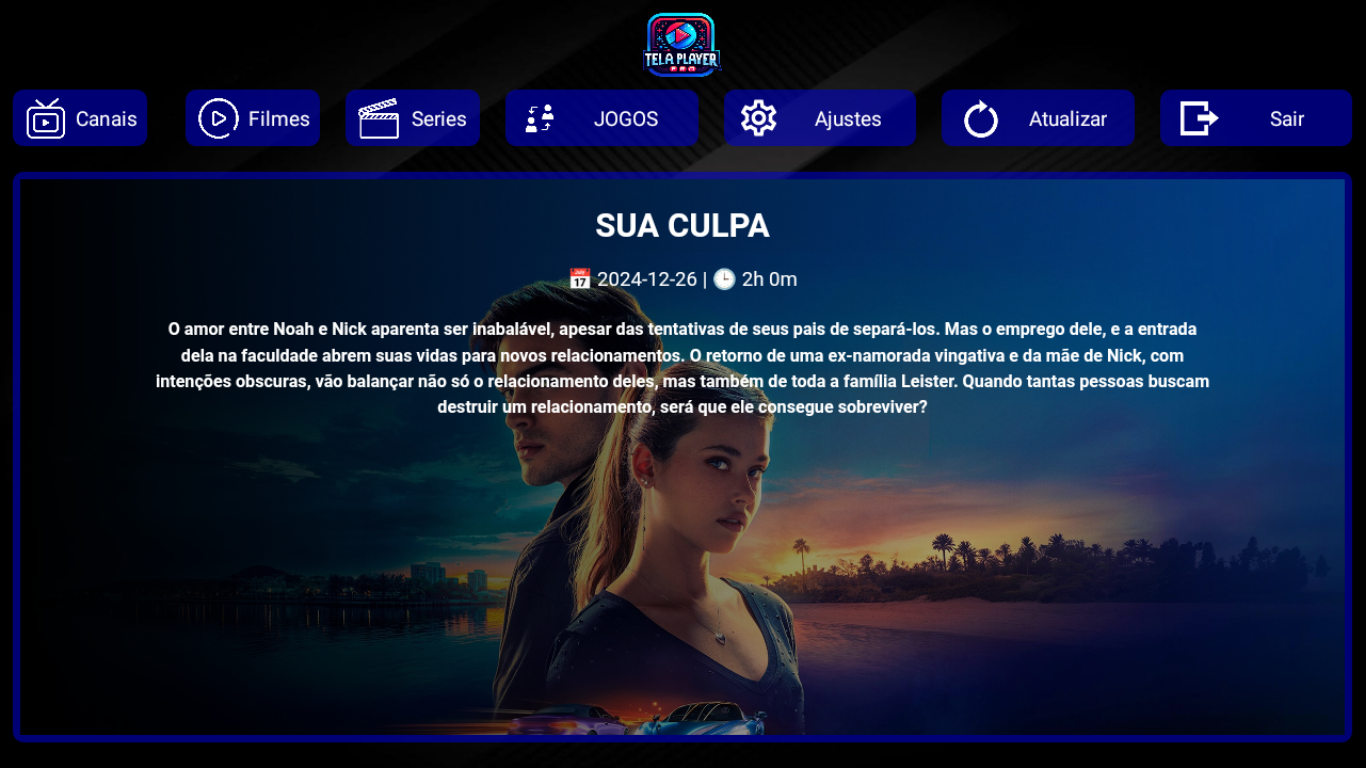 TELA PLAYER
PRO
Canais
Filmes
Series
JOGOS
Ajustes
Atualizar
Sair
SUA CULPA
📅 2024-12-26 | 🕒 2h 0m
O amor entre Noah e Nick aparenta ser inabalável, apesar das tentativas de seus pais de separá-los. Mas o emprego dele, e a entrada
dela na faculdade abrem suas vidas para novos relacionamentos. O retorno de uma ex-namorada vingativa e da mãe de Nick, com
intenções obscuras, vão balançar não só o relacionamento deles, mas também de toda a família Leister. Quando tantas pessoas buscam
destruir um relacionamento, será que ele consegue sobreviver?